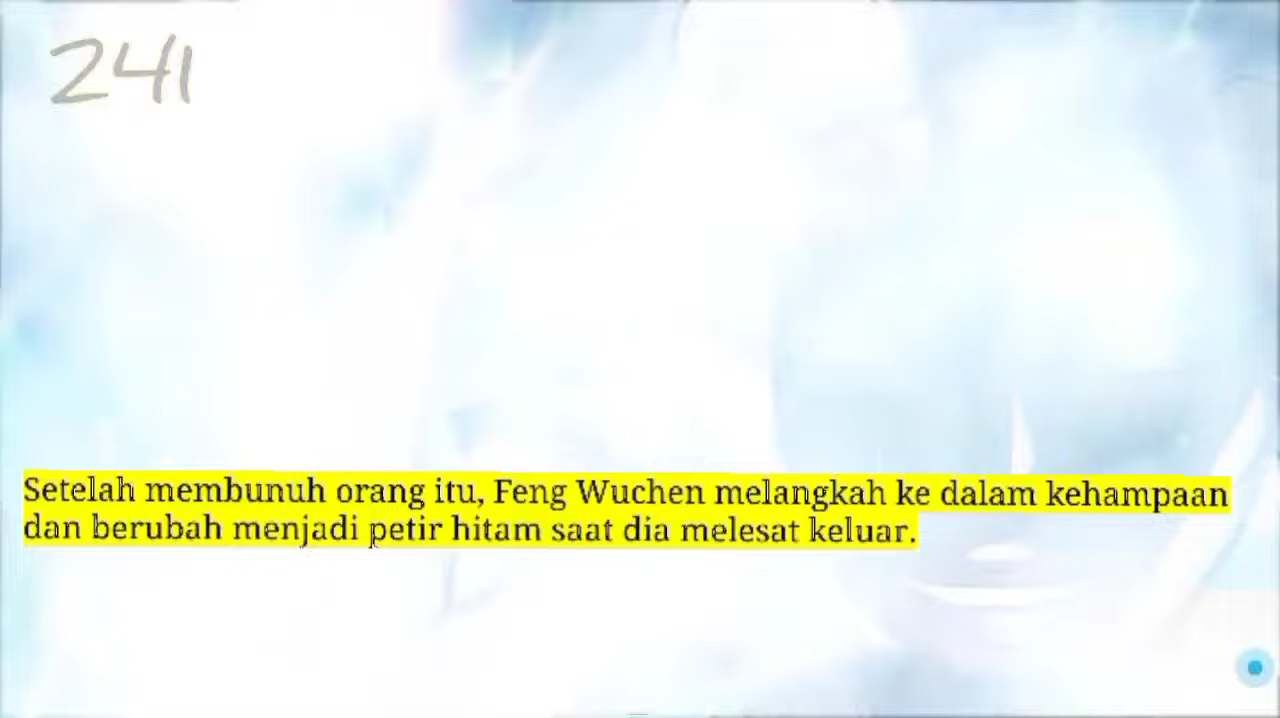 241
Setelah membunuh orang itu, Feng Wuchen melangkah ke dalam kehampaan
dan berubah menjadi petir hitam saat dia melesat keluar.